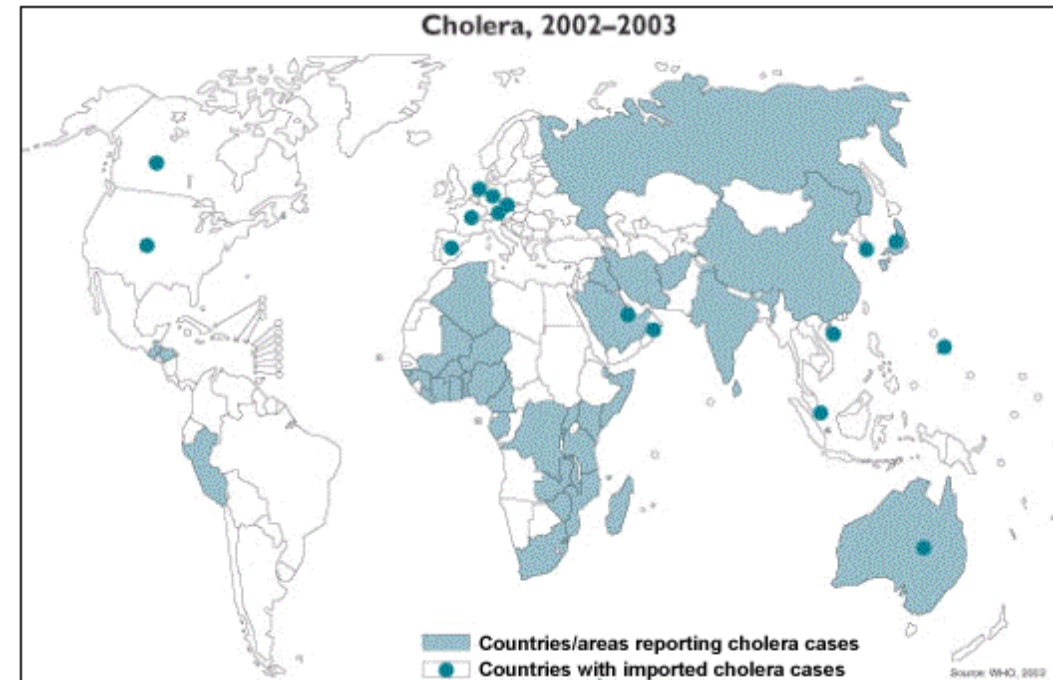 Cholera, 2002–2003
Countries/areas reporting cholera cases
Countries with imported cholera cases
Source: WHO, 2002